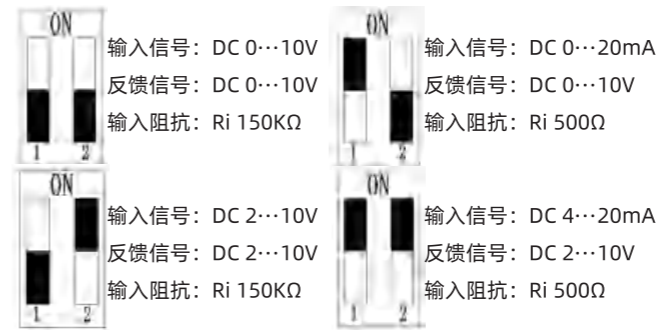 ON
输入信号：DC 0···10V
反馈信号：DC 0···10V
输入阻抗：Ri 150KΩ
1 2
ON
输入信号：DC 0···20mA
反馈信号：DC 0···10V
输入阻抗：Ri 500Ω
1 2
ON
输入信号：DC 2···10V
反馈信号：DC 2···10V
输入阻抗：Ri 150KΩ
1 2
ON
输入信号：DC 4···20mA
反馈信号：DC 2···10V
输入阻抗：Ri 500Ω
1 2